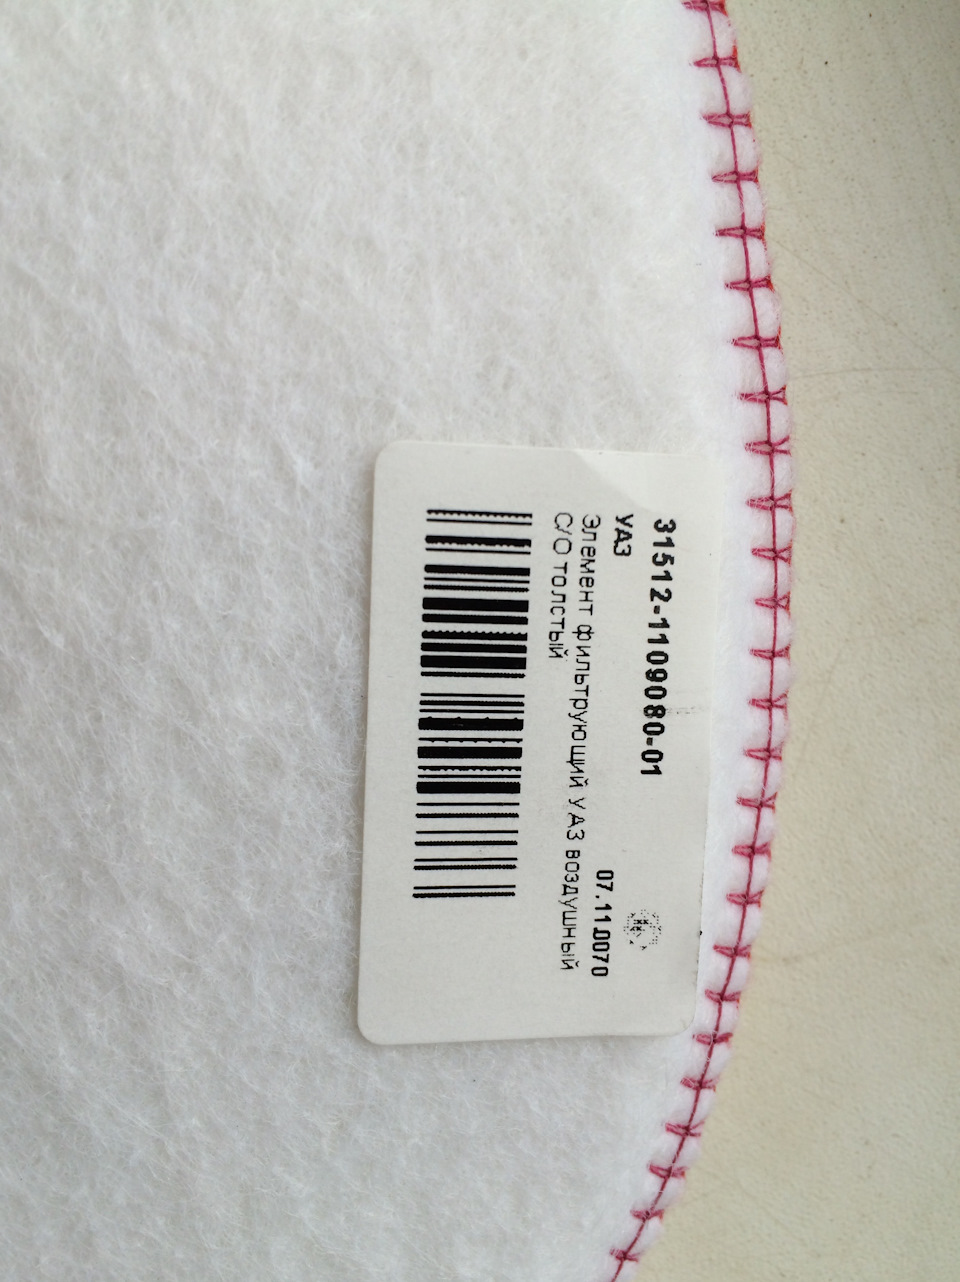 31512-1109080-01
УАЗ
07.11.0070
Элемент фильтрующий УАЗ воздушный
С/О толстый